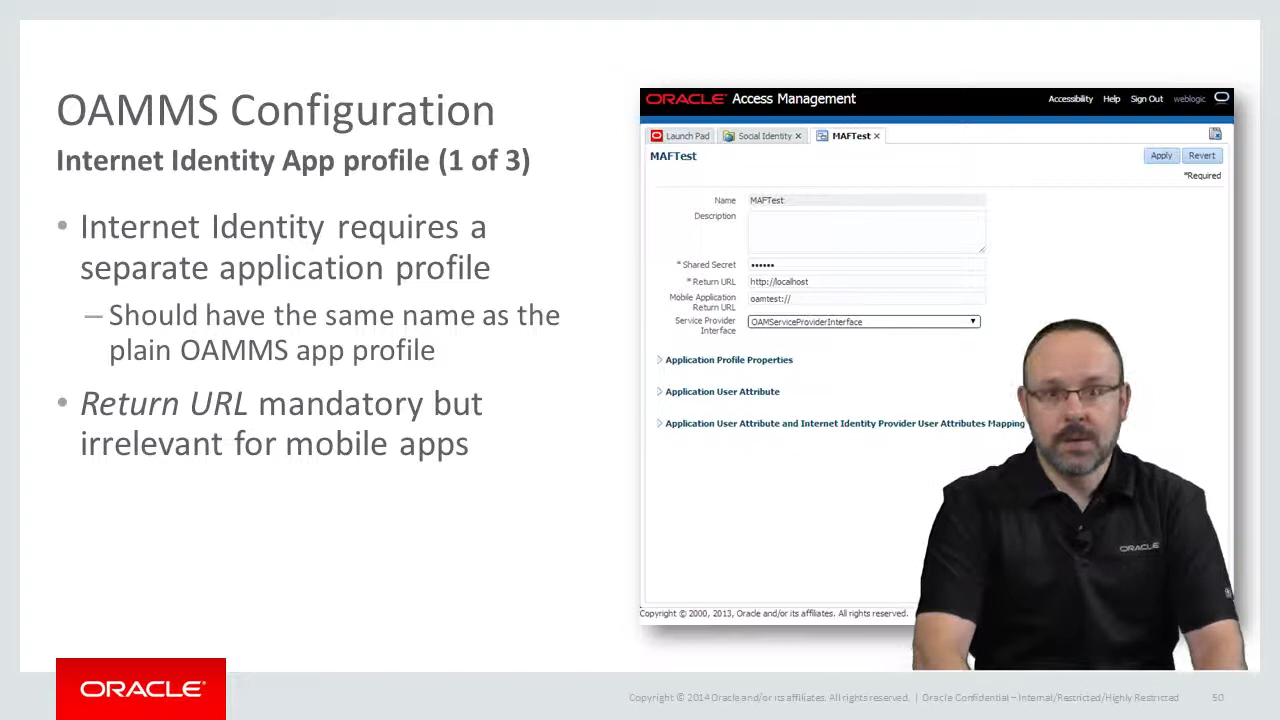 OAMMS Configuration
Internet Identity App profile (1 of 3)
• Internet Identity requires a
separate application profile
– Should have the same name as the
plain OAMMS app profile
• Return URL mandatory but
irrelevant for mobile apps
ORACLE Access Management
Accessibility Help Sign Out weblogic
Launch Pad Social Identity × MAFTest ×
MAFTest
Apply Revert
*Required
Name MAFTest
Description
* Shared Secret ••••••
* Return URL http://localhost
Mobile Application
Return URL oamtest://
Service Provider
Interface OAMServiceProviderInterface
Application Profile Properties
Application User Attribute
Application User Attribute and Internet Identity Provider User Attributes Mapping
Copyright © 2000, 2013, Oracle and/or its affiliates. All rights reserved.
ORACLE
ORACLE
Copyright © 2014 Oracle and/or its affiliates. All rights reserved. | Oracle Confidential – Internal/Restricted/Highly Restricted 50